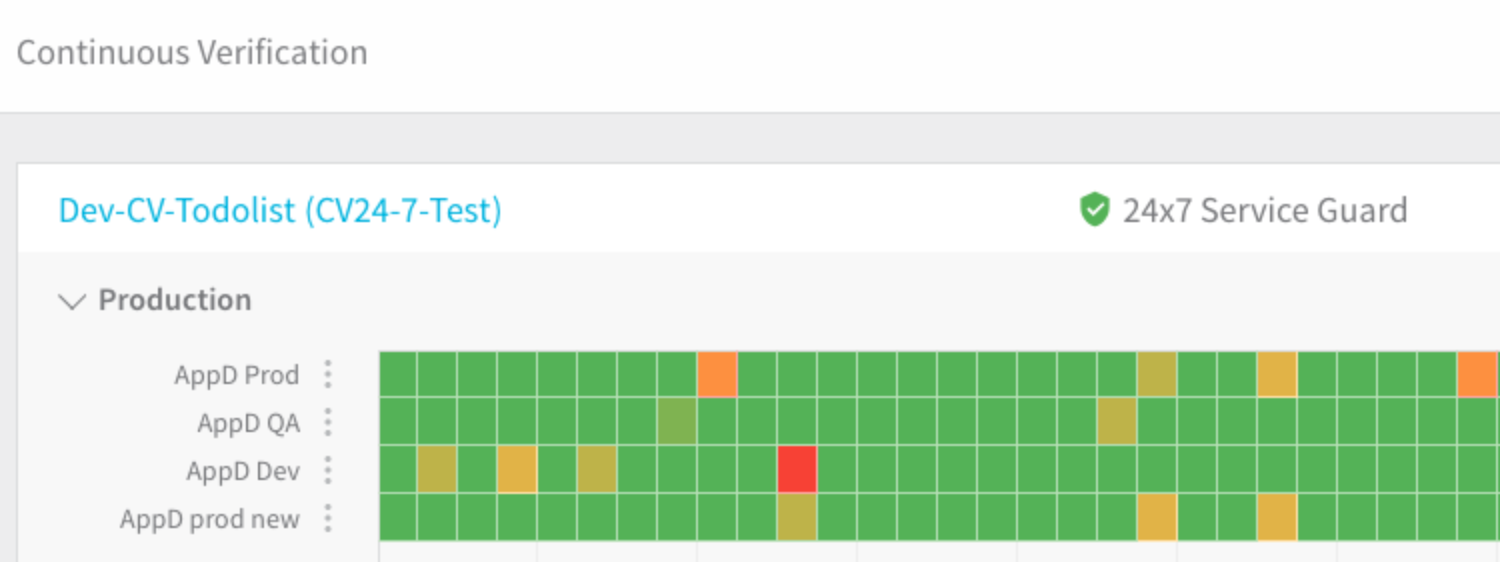 Continuous Verification
Dev-CV-Todolist (CV24-7-Test)
24x7 Service Guard
Production
AppD Prod
AppD QA
AppD Dev
AppD prod new